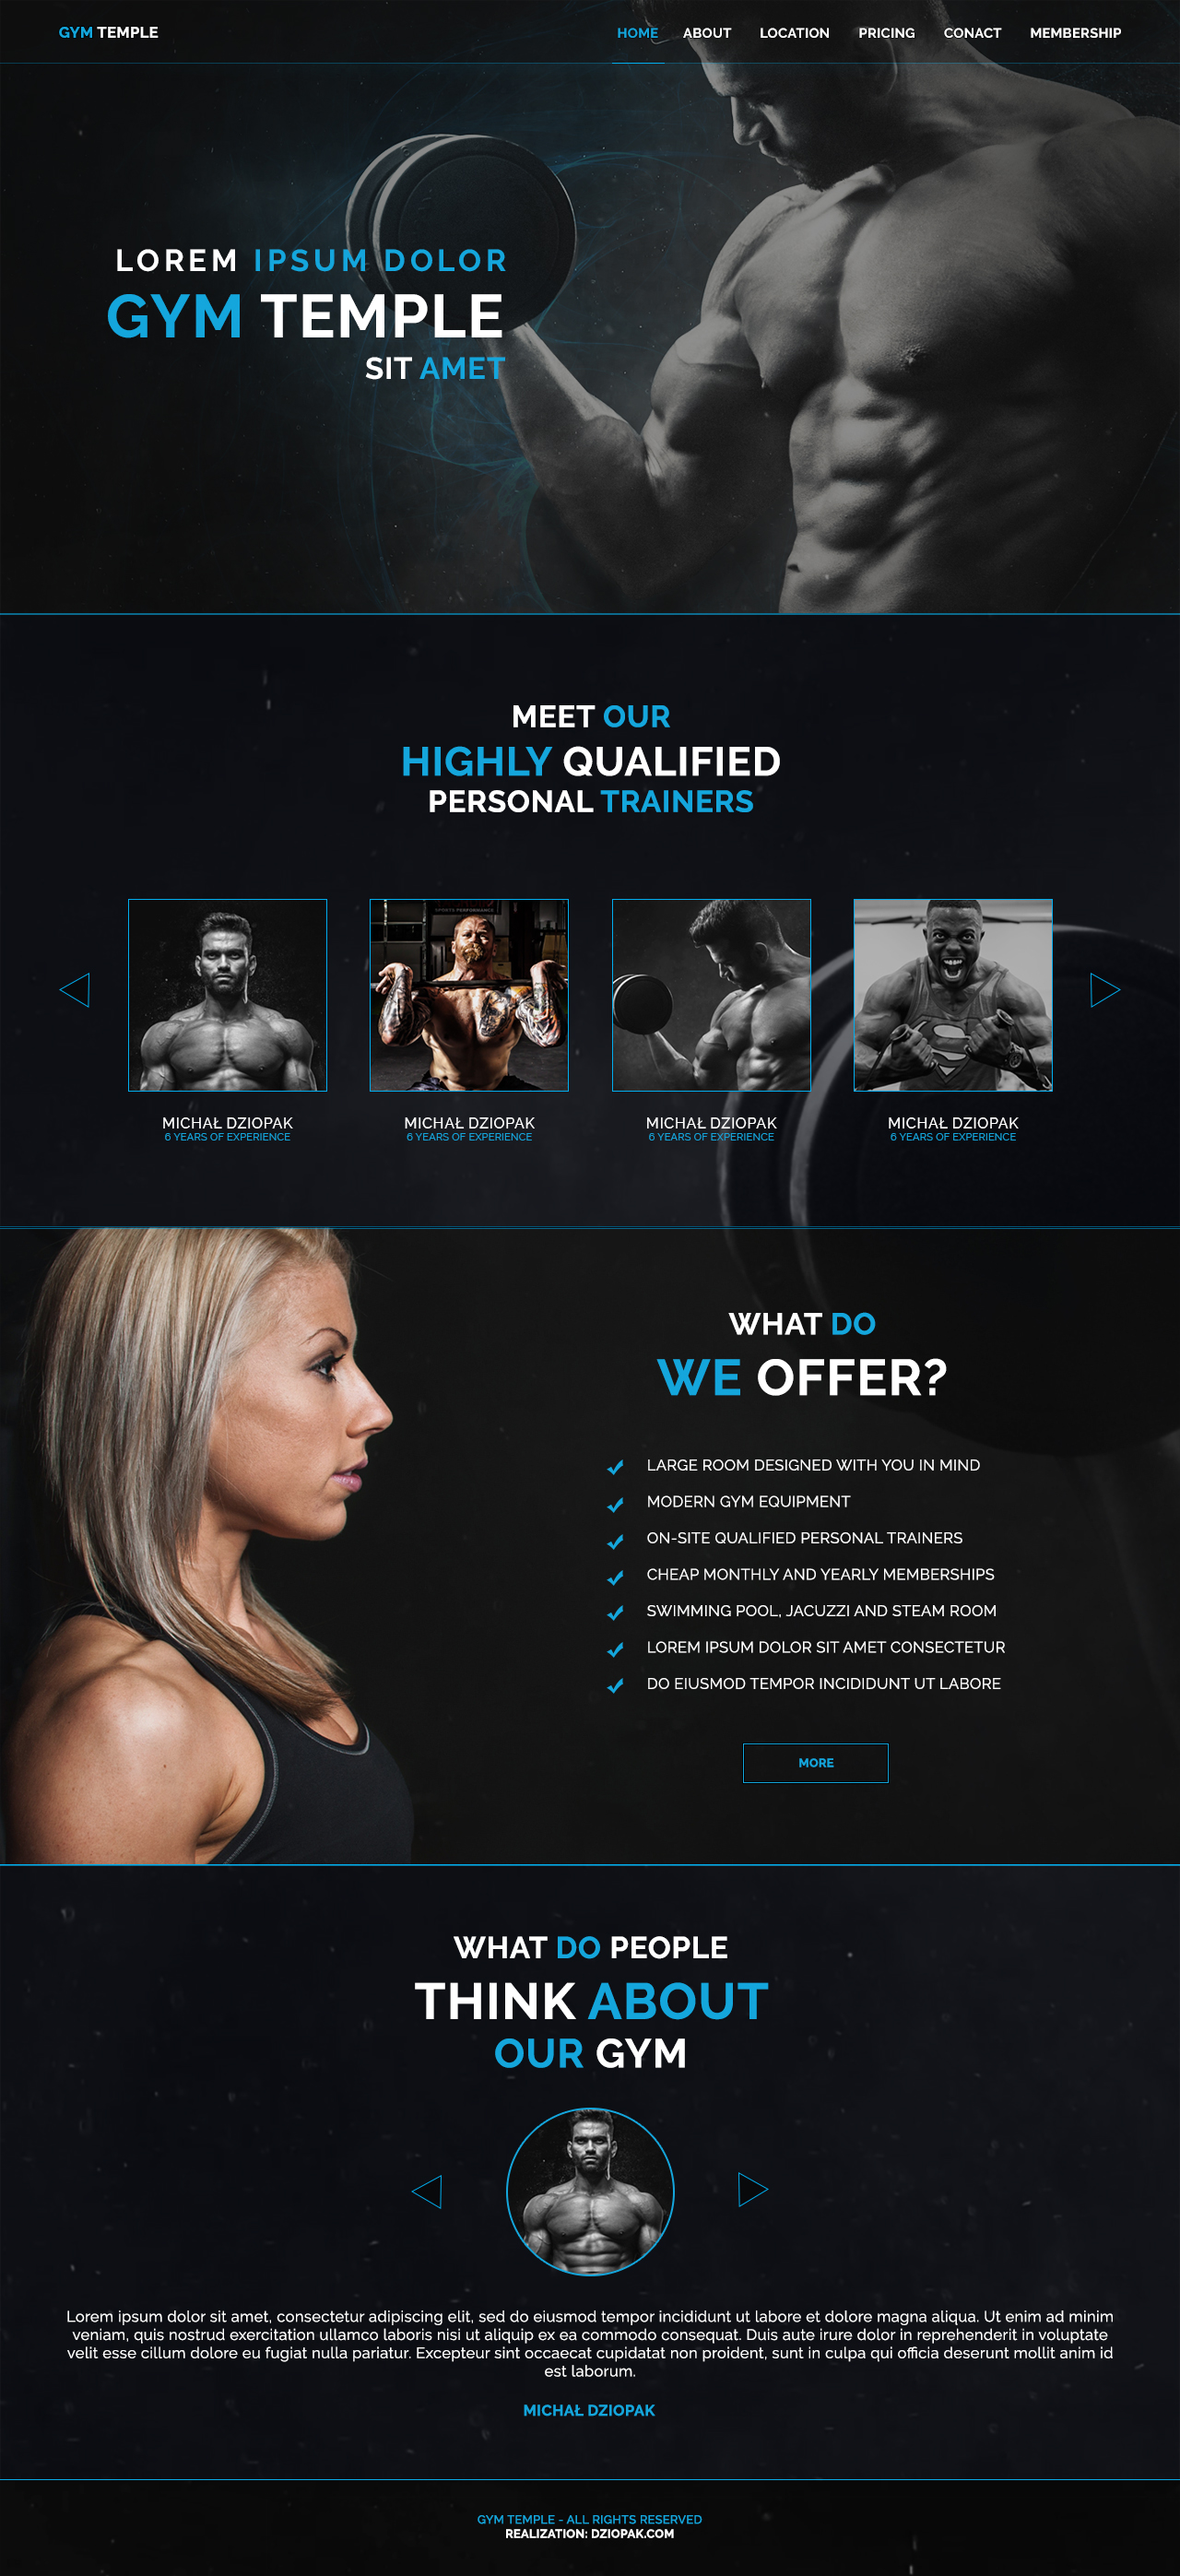 GYM TEMPLE
HOME ABOUT LOCATION PRICING CONACT MEMBERSHIP
LOREM IPSUM DOLOR
GYM TEMPLE
SIT AMET
MEET OUR
HIGHLY QUALIFIED
PERSONAL TRAINERS
SPORTS PERFORMANCE
MICHAŁ DZIOPAK
6 YEARS OF EXPERIENCE
MICHAŁ DZIOPAK
6 YEARS OF EXPERIENCE
MICHAŁ DZIOPAK
6 YEARS OF EXPERIENCE
MICHAŁ DZIOPAK
6 YEARS OF EXPERIENCE
WHAT DO
WE OFFER?
LARGE ROOM DESIGNED WITH YOU IN MIND
MODERN GYM EQUIPMENT
ON-SITE QUALIFIED PERSONAL TRAINERS
CHEAP MONTHLY AND YEARLY MEMBERSHIPS
SWIMMING POOL, JACUZZI AND STEAM ROOM
LOREM IPSUM DOLOR SIT AMET CONSECTETUR
DO EIUSMOD TEMPOR INCIDIDUNT UT LABORE
MORE
WHAT DO PEOPLE
THINK ABOUT
OUR GYM
Lorem ipsum dolor sit amet, consectetur adipiscing elit, sed do eiusmod tempor incididunt ut labore et dolore magna aliqua. Ut enim ad minim
veniam, quis nostrud exercitation ullamco laboris nisi ut aliquip ex ea commodo consequat. Duis aute irure dolor in reprehenderit in voluptate
velit esse cillum dolore eu fugiat nulla pariatur. Excepteur sint occaecat cupidatat non proident, sunt in culpa qui officia deserunt mollit anim id
est laborum.
MICHAŁ DZIOPAK
GYM TEMPLE - ALL RIGHTS RESERVED
REALIZATION: DZIOPAK.COM